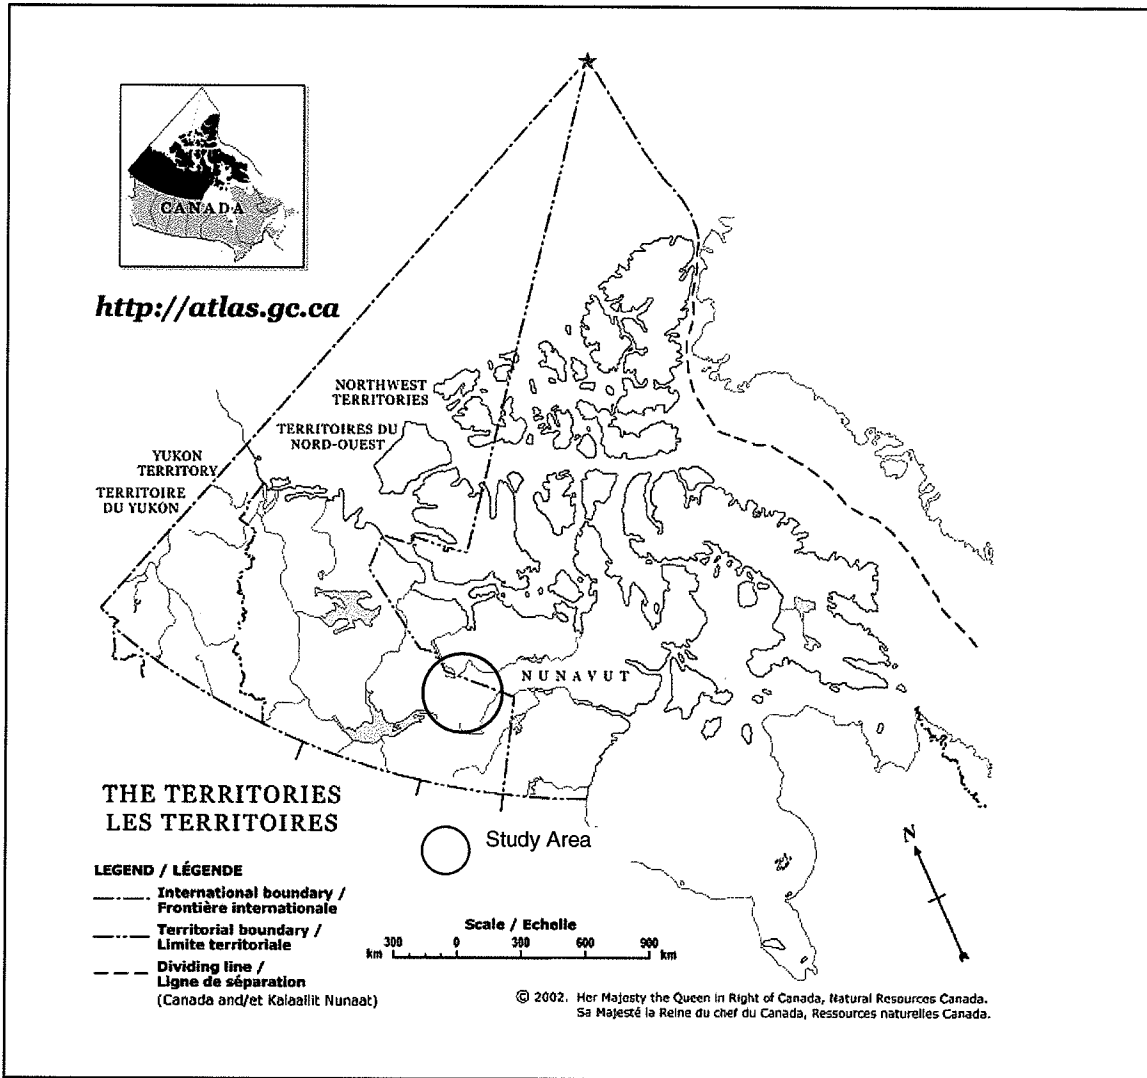 CANADA
http://atlas.gc.ca
NORTHWEST
TERRITORIES
TERRITOIRES DU
NORD-OUEST
YUKON
TERRITORY
TERRITOIRE
DU YUKON
NUNAVUT
THE TERRITORIES
LES TERRITOIRES
Study Area
N
LEGEND / LÉGENDE
International boundary /
Frontière internationale
Territorial boundary /
Limite territoriale
Dividing line /
Ligne de séparation
(Canada and/et Kalaallit Nunaat)
Scale / Echelle
300 0 300 600 900
km km
© 2002. Her Majesty the Queen in Right of Canada, Natural Resources Canada.
Sa Majesté la Reine du chef du Canada, Ressources naturelles Canada.